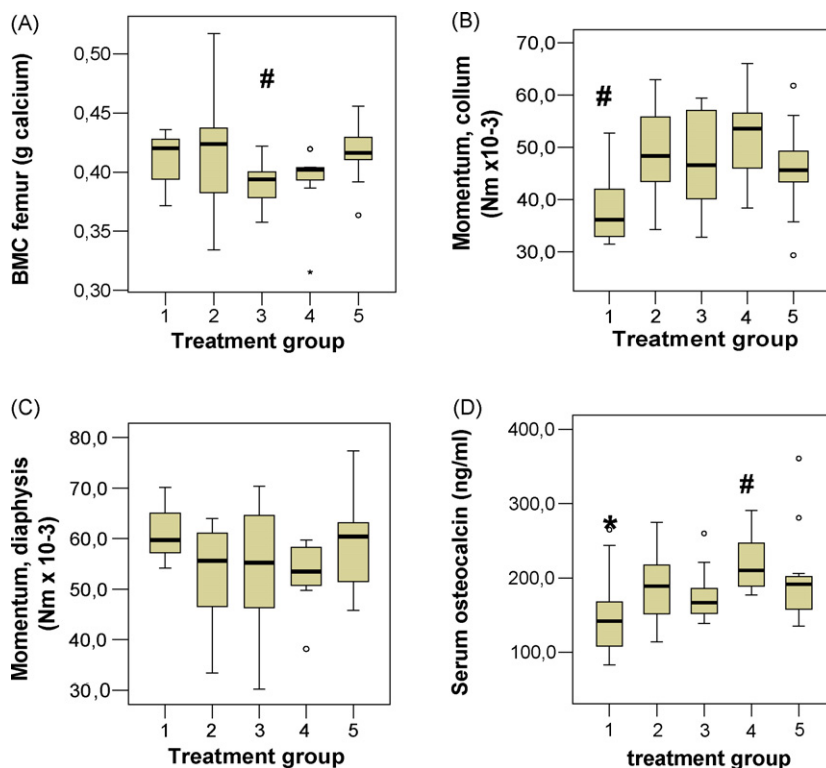 (A)
BMC femur (g calcium)
0,50
0,45
0,40
0,35
0,30
#
*
1 2 3 4 5
Treatment group
(B)
Momentum, collum
(Nm x10-3)
70,0
60,0
50,0
40,0
30,0
#
1 2 3 4 5
Treatment group
(C)
Momentum, diaphysis
(Nm x 10-3)
80,0
70,0
60,0
50,0
40,0
30,0
1 2 3 4 5
Treatment group
(D)
Serum osteocalcin (ng/ml)
400,0
300,0
200,0
100,0
*
#
1 2 3 4 5
treatment group